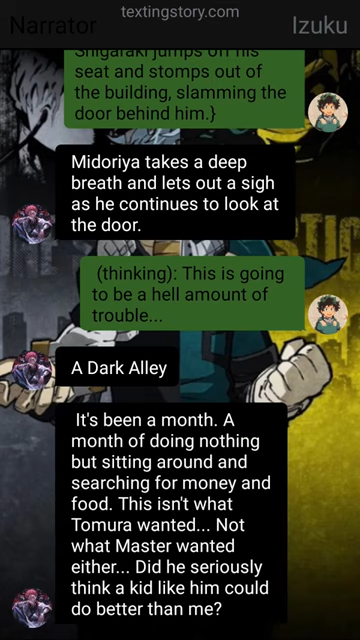 textingstory.com
Narrator
Izuku
Shigaraki jumps off his
seat and stomps out of
the building, slamming the
door behind him.}
Midoriya takes a deep
breath and lets out a sigh
as he continues to look at
the door.
(thinking): This is going
to be a hell amount of
trouble...
A Dark Alley
It's been a month. A
month of doing nothing
but sitting around and
searching for money and
food. This isn't what
Tomura wanted... Not
what Master wanted
either... Did he seriously
think a kid like him could
do better than me?